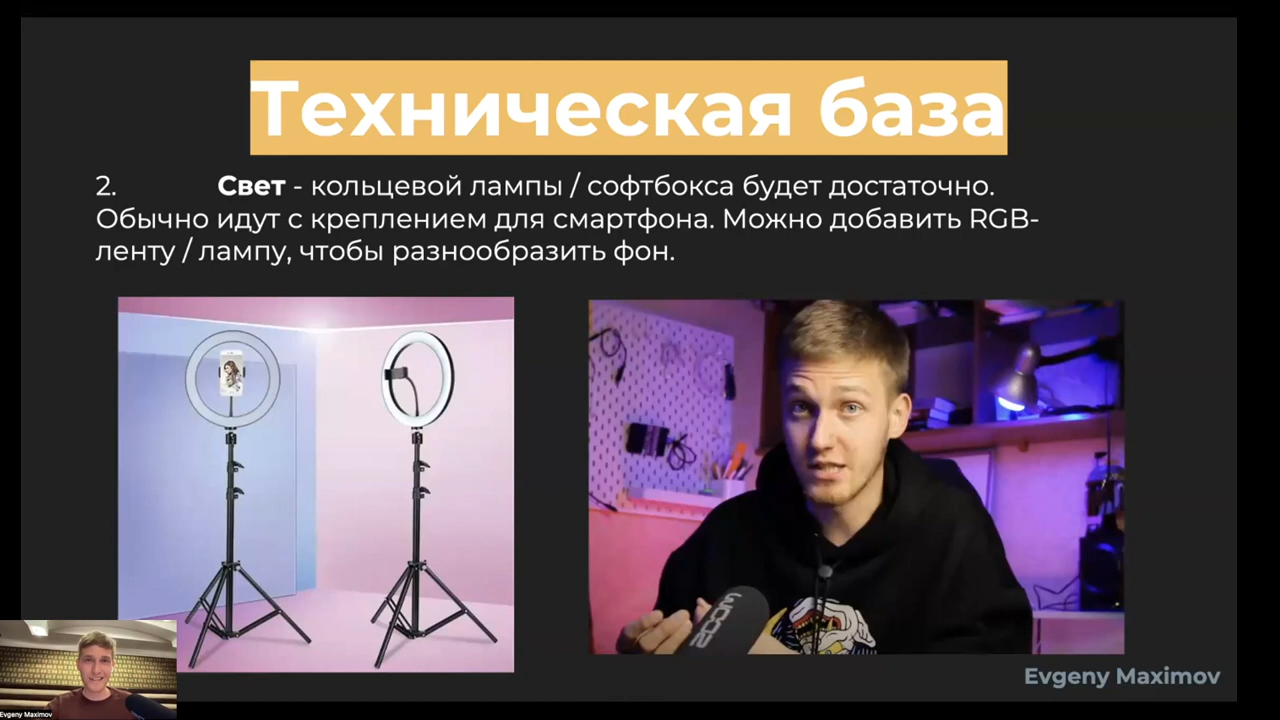 Техническая база
2. Свет - кольцевой лампы / софтбокса будет достаточно.
Обычно идут с креплением для смартфона. Можно добавить RGB-
ленту / лампу, чтобы разнообразить фон.
ZOOM
Evgeny Maximov
Evgeny Maximov